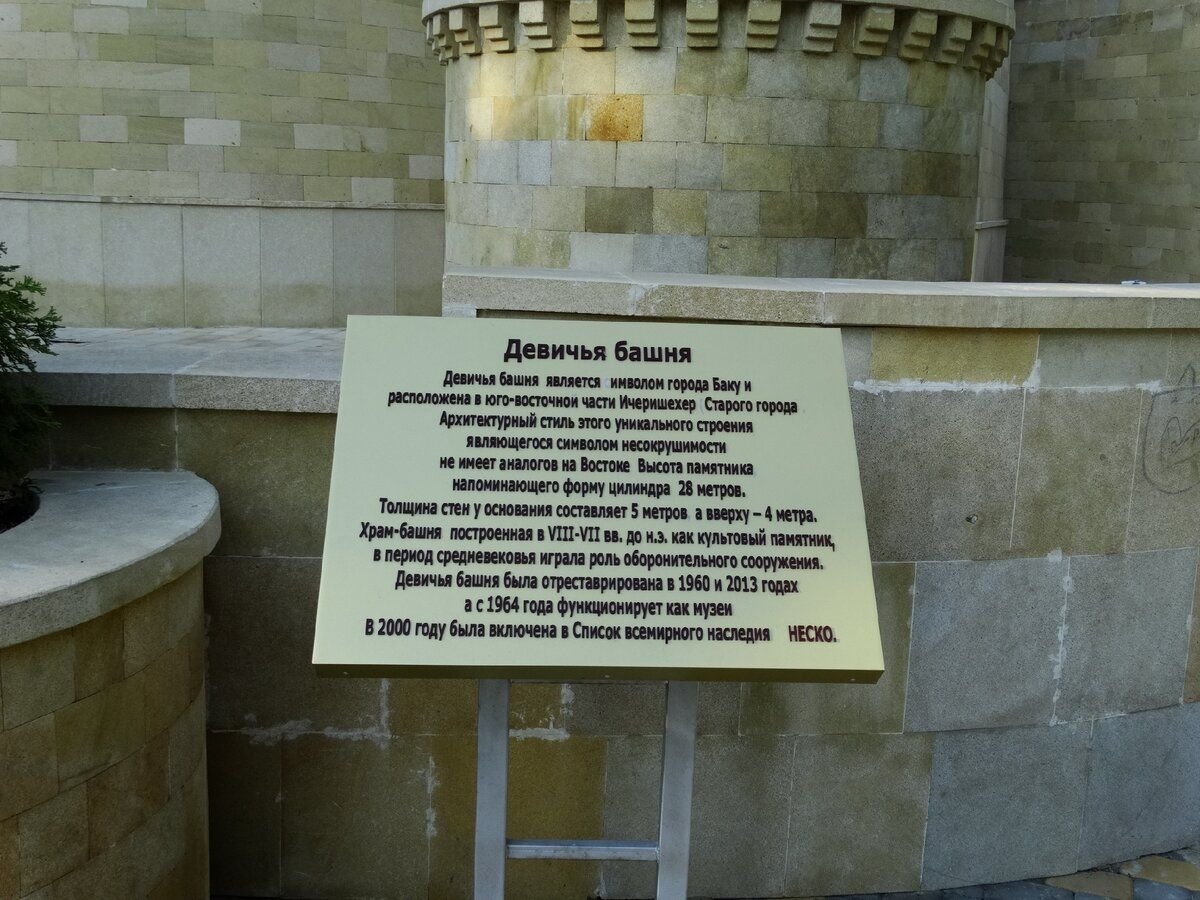 Девичья башня
Девичья башня является имволом города Баку и
расположена в юго-восточнои части Ичеришехер Старого города
Архитектурный стиль этого уникального строения
являющегося символом несокрушимости
не имеет аналогов на Востоке Высота памятника
напоминающего форму цилиндра 28 метров.
Толщина стен у основания составляет 5 метров а вверху – 4 метра.
Храм-башня построенная в VIII-VII вв. до н.э. как культовый памятник,
в период средневековья играла роль оборонительного сооружения.
Девичья башня была отреставрирована в 1960 и 2013 годах
а с 1964 года функционирует как музеи
В 2000 году была включена в Список всемирного наследия НЕСКО.